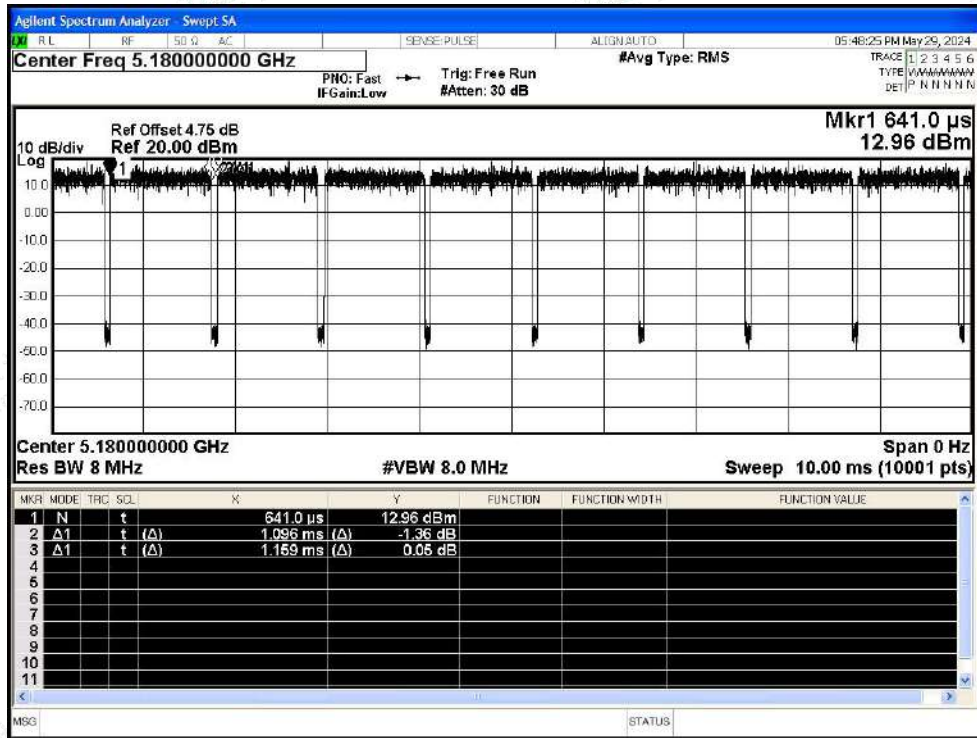 Agilent Spectrum Analyzer - Swept SA
LXI RL RF 50 Ω AC SENSE:PULSE ALIGN AUTO 05:48:25 PM May 29, 2024
Center Freq 5.180000000 GHz #Avg Type: RMS TRACE 1 2 3 4 5 6
PNO: Fast Trig: Free Run TYPE
IFGain:Low #Atten: 30 dB DET P N N N N N
Mkr1 641.0 µs
Ref Offset 4.75 dB
10 dB/div Ref 20.00 dBm 12.96 dBm
Log
1
10.0
0.00
-10.0
-20.0
-30.0
-40.0
-50.0
-60.0
-70.0
Center 5.180000000 GHz Span 0 Hz
Res BW 8 MHz #VBW 8.0 MHz Sweep 10.00 ms (10001 pts)
MKR MODE TRC SCL X Y FUNCTION FUNCTION WIDTH FUNCTION VALUE
1 N t 641.0 µs 12.96 dBm
2 Δ1 t (Δ) 1.096 ms (Δ) -1.36 dB
3 Δ1 t (Δ) 1.159 ms (Δ) 0.05 dB
4
5
6
7
8
9
10
11
MSG STATUS